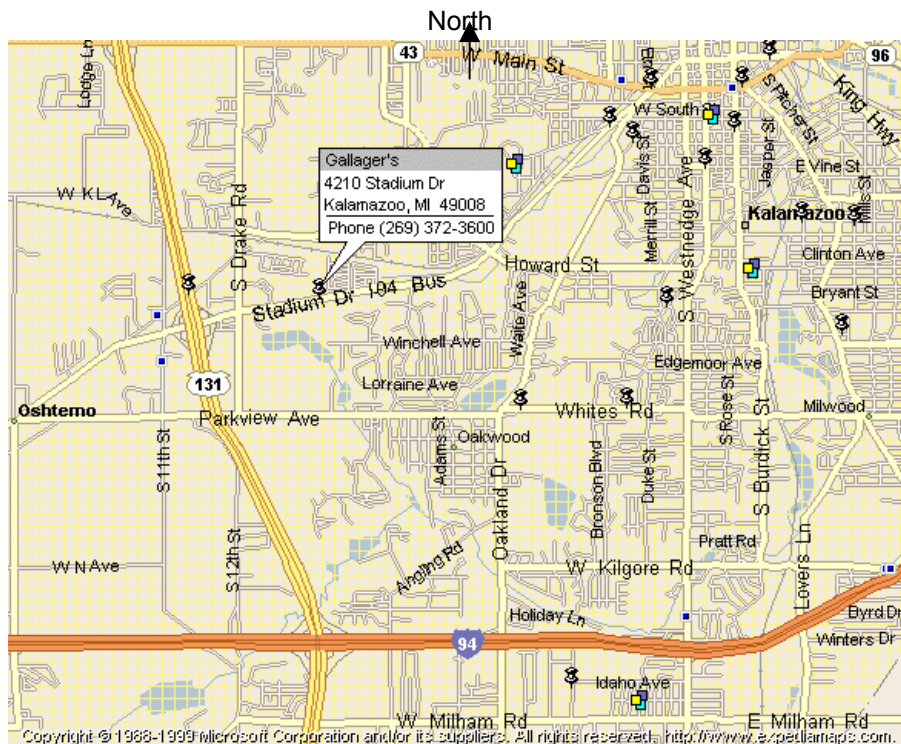 North
43
W Main St
96
Lodge Ln
S Pitcher St
King Hwy
W South
Davis St
Jasper St
E Vine St
Mills St
Gallager's
4210 Stadium Dr
Kalamazoo, MI 49008
Phone (269) 372-3600
W KL Ave
S Drake Rd
Merrill St
S Westnedge Ave
Kalamazoo
Howard St
Clinton Ave
Stadium Dr I94 Bus
Bryant St
Waite Ave
Winchell Ave
Edgemoor Ave
131
Lorraine Ave
S Rose St
Oshtemo
Parkview Ave
Whites Rd
Milwood
S 11th St
Adams St
Oakwood
Bronson Blvd
Duke St
S Burdick St
Oakland Dr
S 12th St
Pratt Rd
Lovers Ln
W N Ave
Angling Rd
W Kilgore Rd
Holiday Ln
Byrd Dr
94
Winters Dr
Idaho Ave
W Milham Rd
E Milham Rd
Copyright © 1988-1999 Microsoft Corporation and/or its suppliers. All rights reserved. http://www.expediamaps.com.